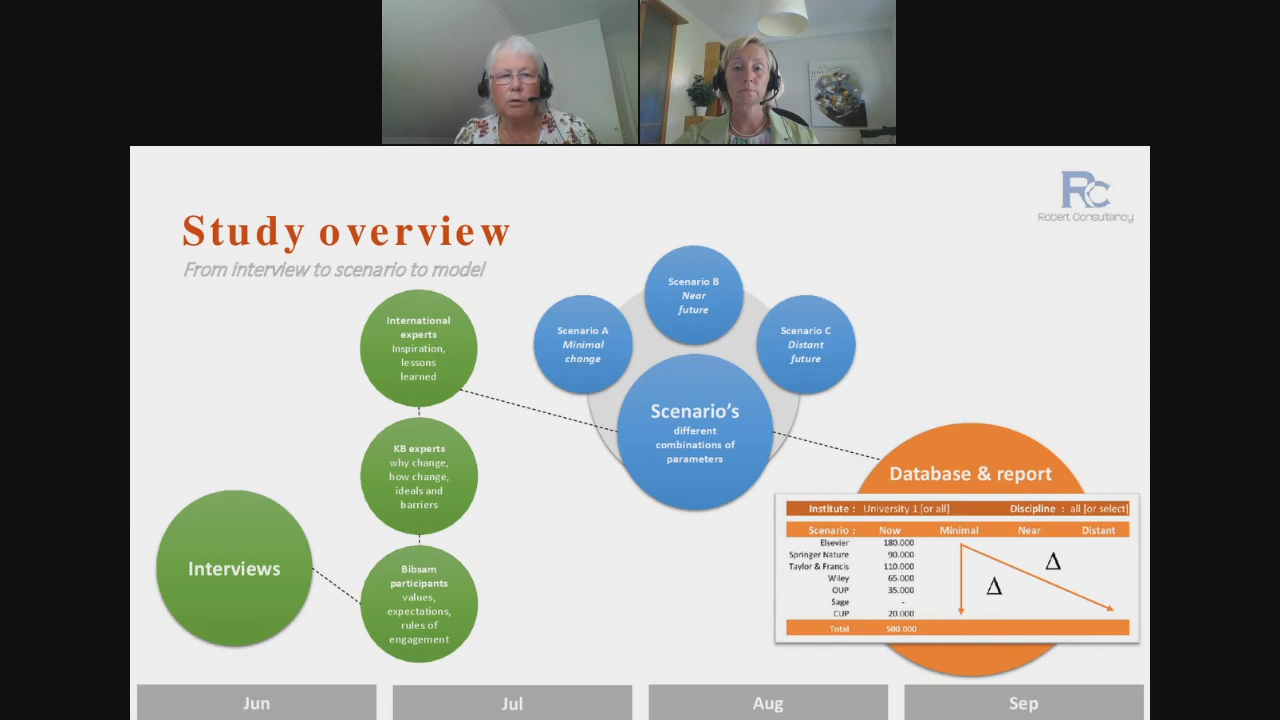 RC
Robert Consultancy
Study overview
From interview to scenario to model
International
experts
Inspiration,
lessons
learned
KB experts
why change,
how change,
ideals and
barriers
Interviews
Bibsam
participants
values,
expectations,
rules of
engagement
Scenario A
Minimal
change
Scenario B
Near
future
Scenario C
Distant
future
Scenario's
different
combinations of
parameters
Database & report
Institute : University 1 [or all] Discipline : all [or select]
Scenario : Now Minimal Near Distant
Elsevier 180.000
Springer Nature 90.000
Taylor & Francis 110.000
Wiley 65.000
OUP 35.000
Sage -
CUP 20.000
Δ
Δ
Total 500.000
Jun Jul Aug Sep